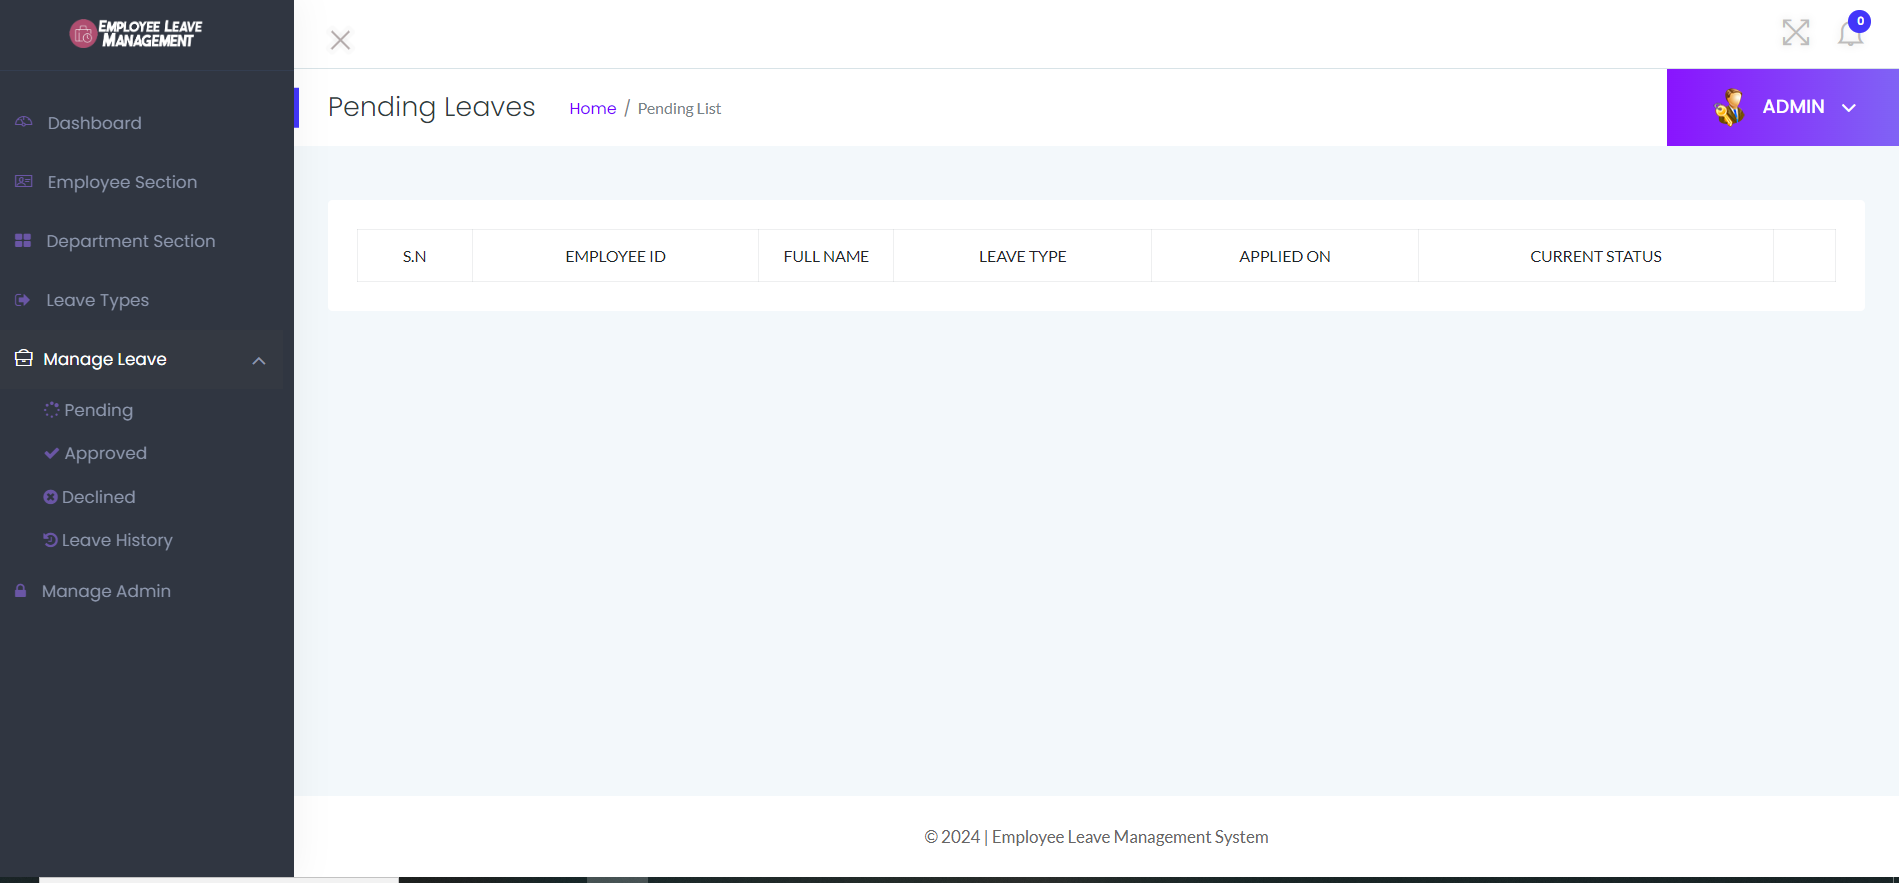 EMPLOYEE LEAVE
MANAGEMENT
0
Pending Leaves
Home / Pending List
ADMIN
Dashboard
Employee Section
Department Section
Leave Types
Manage Leave
Pending
Approved
Declined
Leave History
Manage Admin
S.N EMPLOYEE ID FULL NAME LEAVE TYPE APPLIED ON CURRENT STATUS
© 2024 | Employee Leave Management System